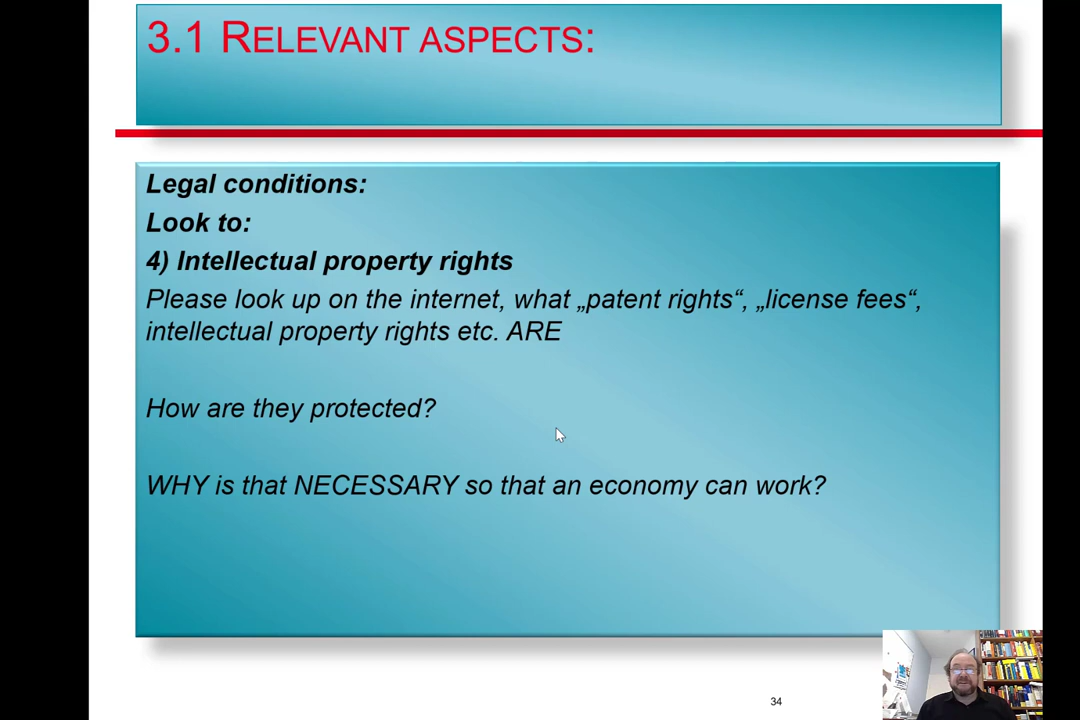 3.1 RELEVANT ASPECTS:
Legal conditions:
Look to:
4) Intellectual property rights
Please look up on the internet, what „patent rights“, „license fees“,
intellectual property rights etc. ARE
How are they protected?
WHY is that NECESSARY so that an economy can work?
34